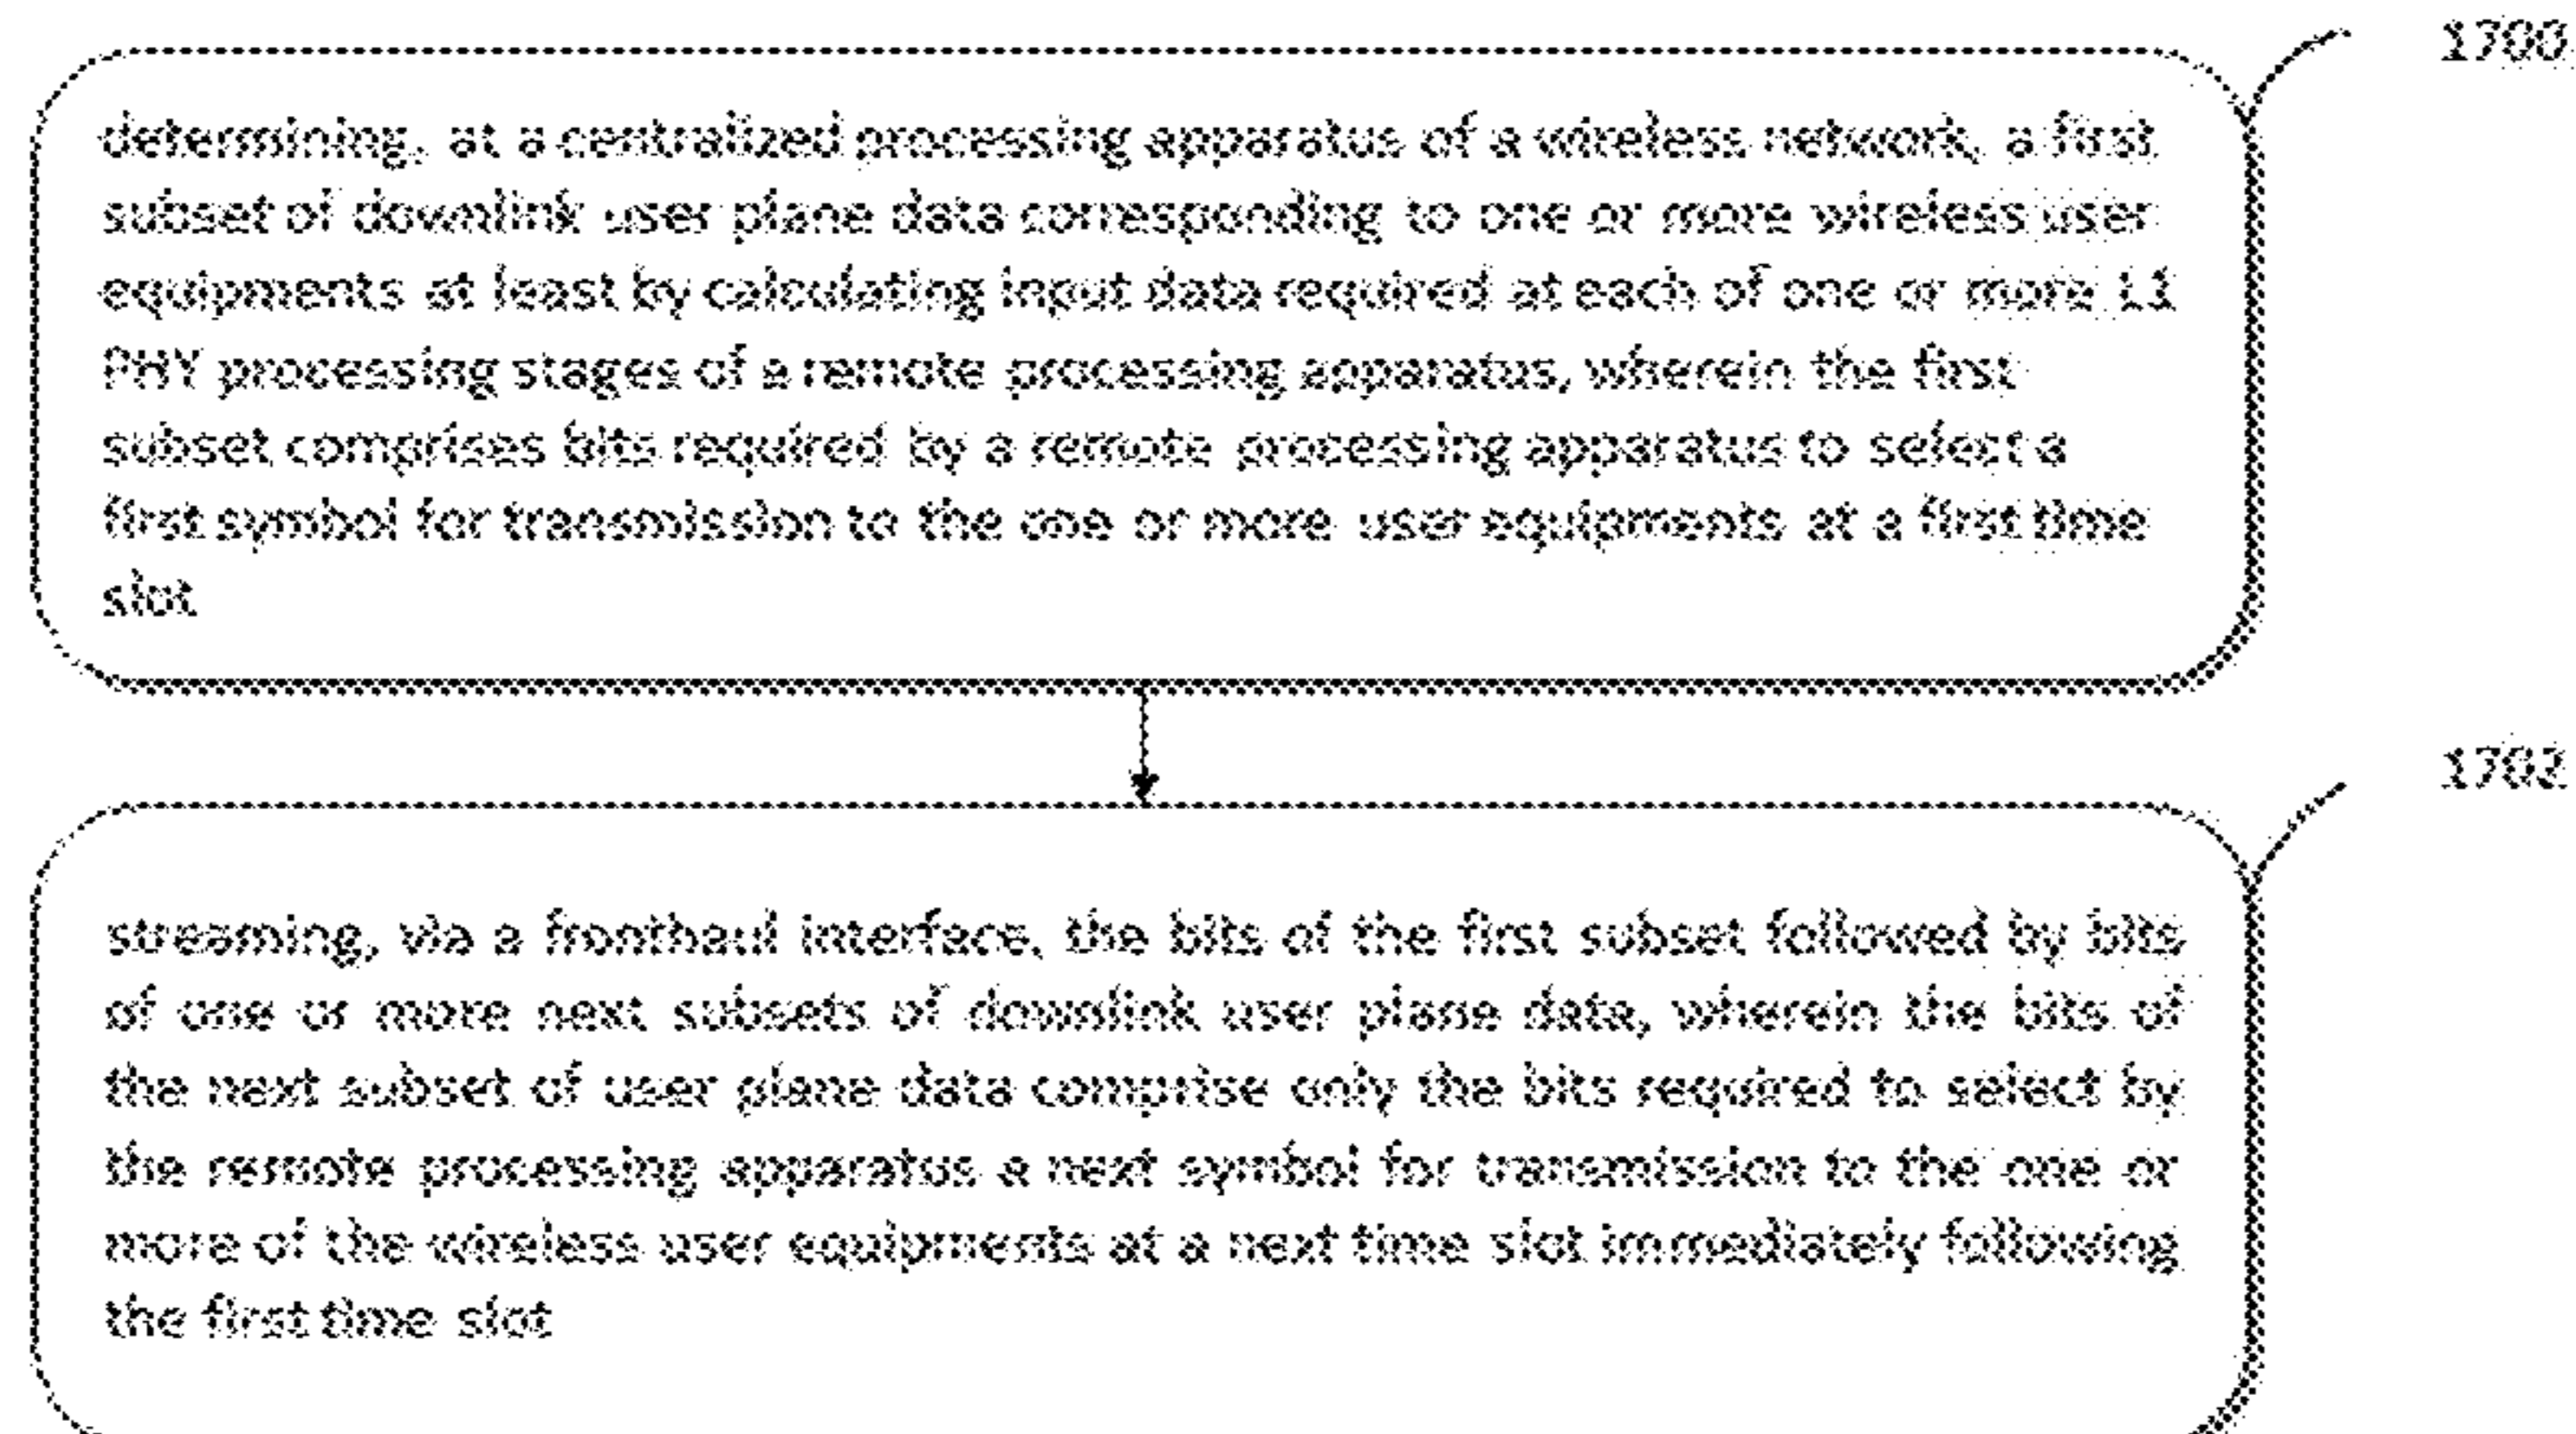 1700
determining, at a centralized processing apparatus of a wireless network, a first
subset of downlink user plane data corresponding to one or more wireless user
equipments at least by calculating input data required at each of one or more L1
PHY processing stages of a remote processing apparatus, wherein the first
subset comprises bits required by a remote processing apparatus to select a
first symbol for transmission to the one or more user equipments at a first time
slot
1702
streaming, via a fronthaul interface, the bits of the first subset followed by bits
of one or more next subsets of downlink user plane data, wherein the bits of
the next subset of user plane data comprise only the bits required to select by
the remote processing apparatus a next symbol for transmission to the one or
more of the wireless user equipments at a next time slot immediately following
the first time slot